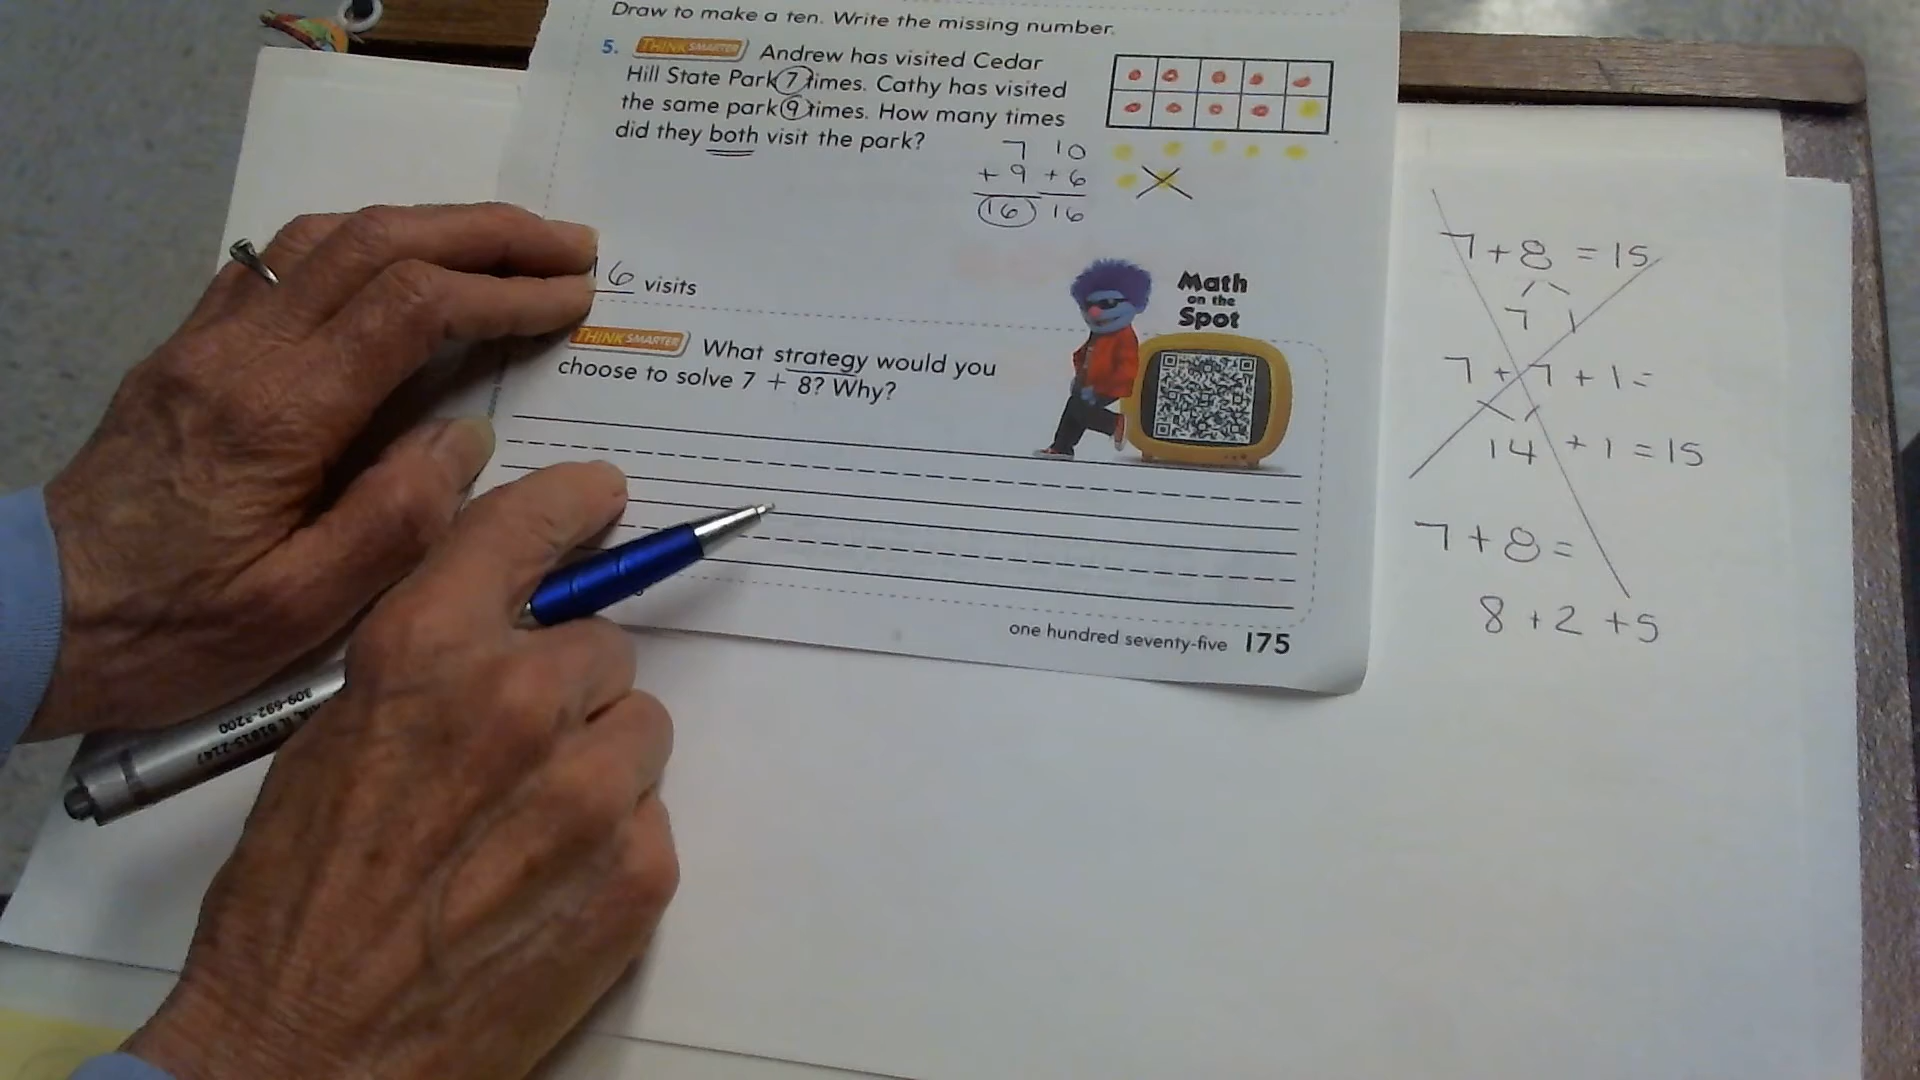 Draw to make a ten. Write the missing number.
5. THINK SMARTER Andrew has visited Cedar
Hill State Park 7 times. Cathy has visited
the same park 9 times. How many times
did they both visit the park?
7 10
+ 9 + 6
16 16
16 visits
Math
on the
Spot
THINK SMARTER What strategy would you
choose to solve 7 + 8? Why?
one hundred seventy-five 175
7 + 8 = 15
7 1
7 + 7 + 1 =
14 + 1 = 15
7 + 8 =
8 + 2 + 5
309-692-3200